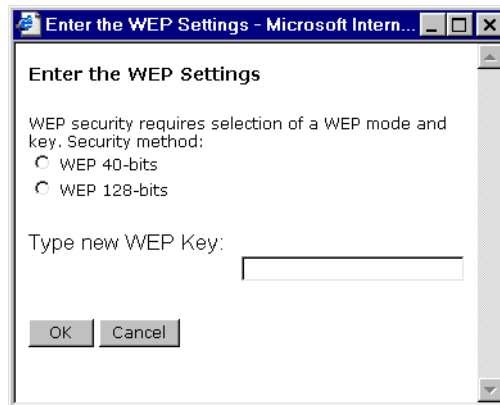 Enter the WEP Settings - Microsoft Intern...
Enter the WEP Settings
WEP security requires selection of a WEP mode and
key. Security method:
WEP 40-bits
WEP 128-bits
Type new WEP Key:
OK Cancel